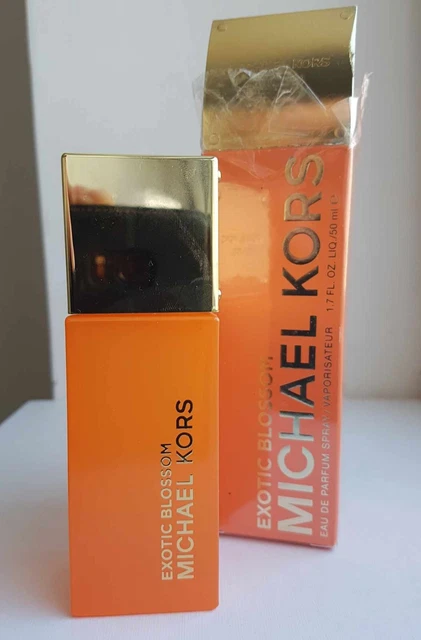 EXOTIC BLOSSOM
MICHAEL KORS
EXOTIC BLOSSOM
MICHAEL KORS
EAU DE PARFUM SPRAY VAPORISATEUR 1.7 FL. OZ. LIQ./50 ml ℮